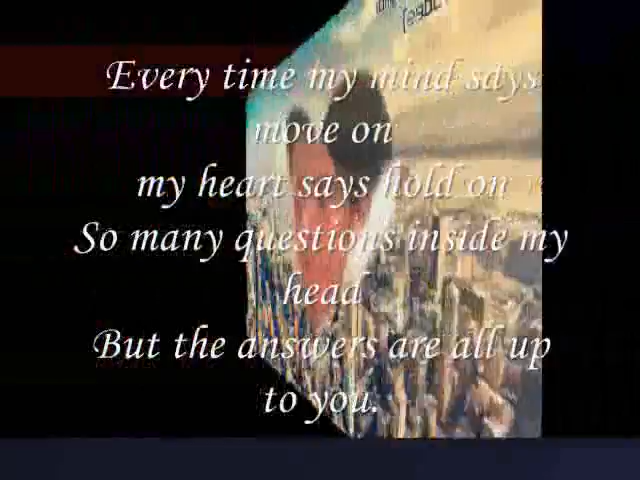 Every time my mind says
move on
my heart says hold on
So many questions inside my
head
But the answers are all up
to you.